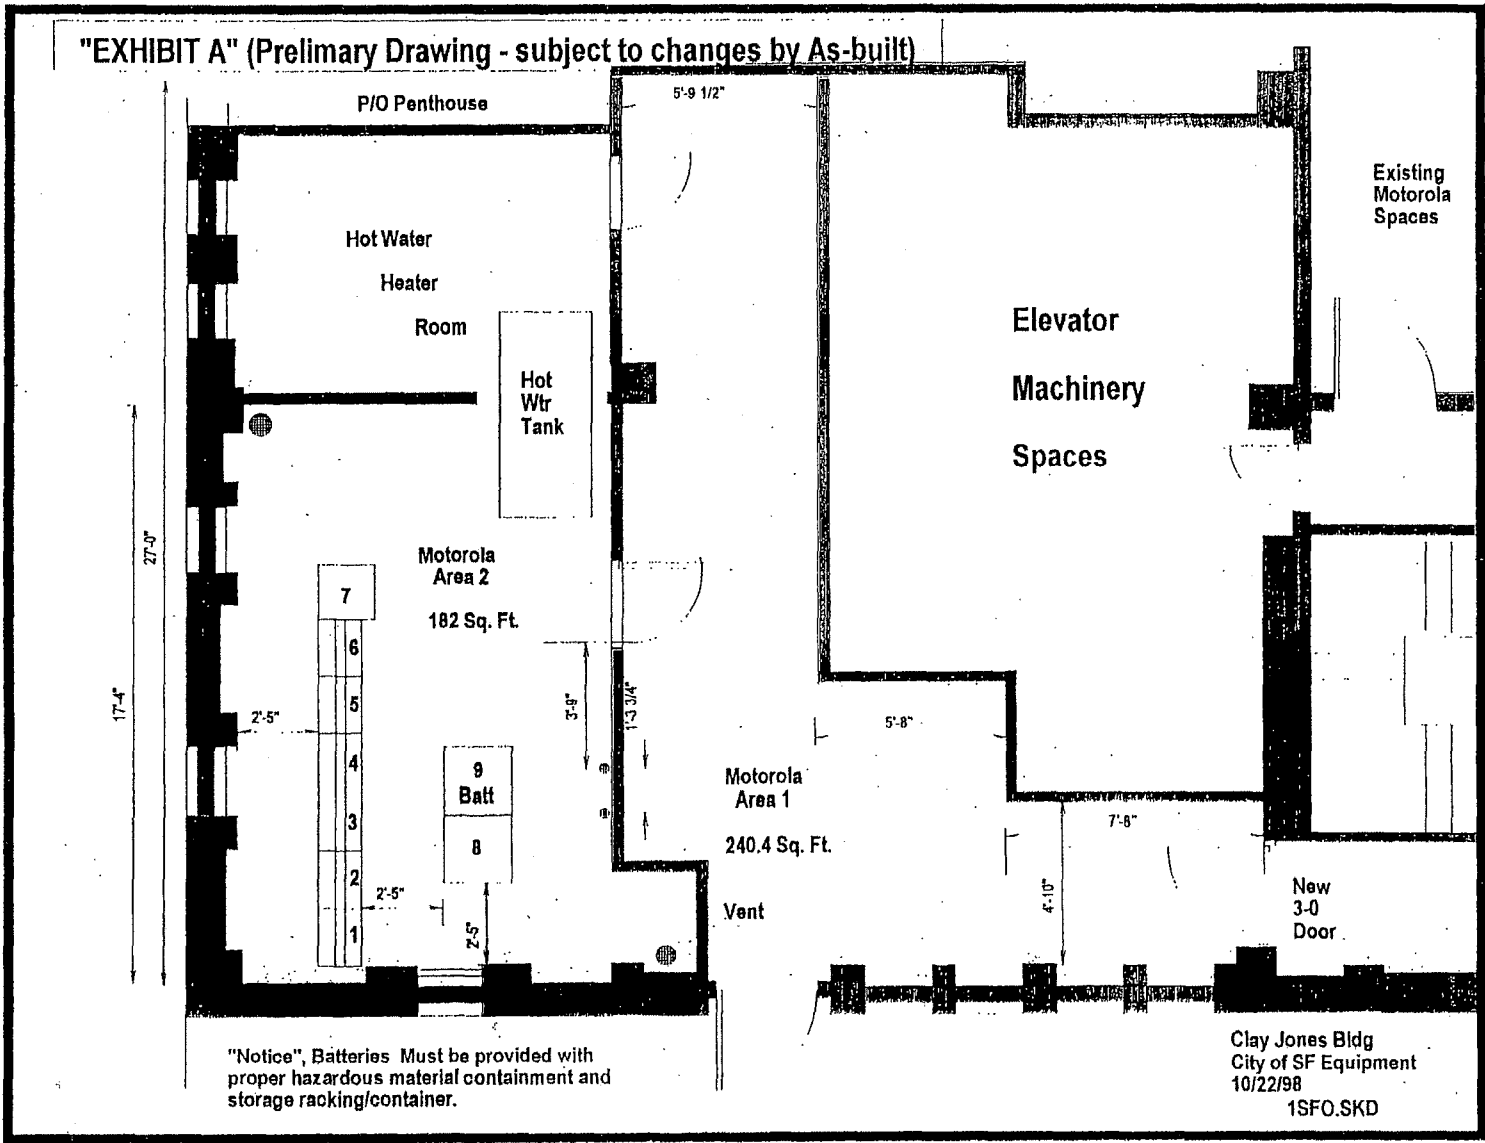 "EXHIBIT A" (Prelimary Drawing - subject to changes by As-built)
P/O Penthouse
5'-9 1/2"
Existing
Motorola
Spaces
Hot Water
Heater
Room
Elevator
Machinery
Spaces
Hot
Wtr
Tank
27'-0"
17'-4"
Motorola
Area 2
182 Sq. Ft.
7
6
5
4
3
2
1
2'-5"
3'-9"
1'-3 3/4"
5'-8"
9
Batt
8
Motorola
Area 1
240.4 Sq. Ft.
7'-8"
2'-5"
2'-5"
4'-10"
Vent
New
3-0
Door
"Notice", Batteries Must be provided with
proper hazardous material containment and
storage racking/container.
Clay Jones Bldg
City of SF Equipment
10/22/98
1SFO.SKD